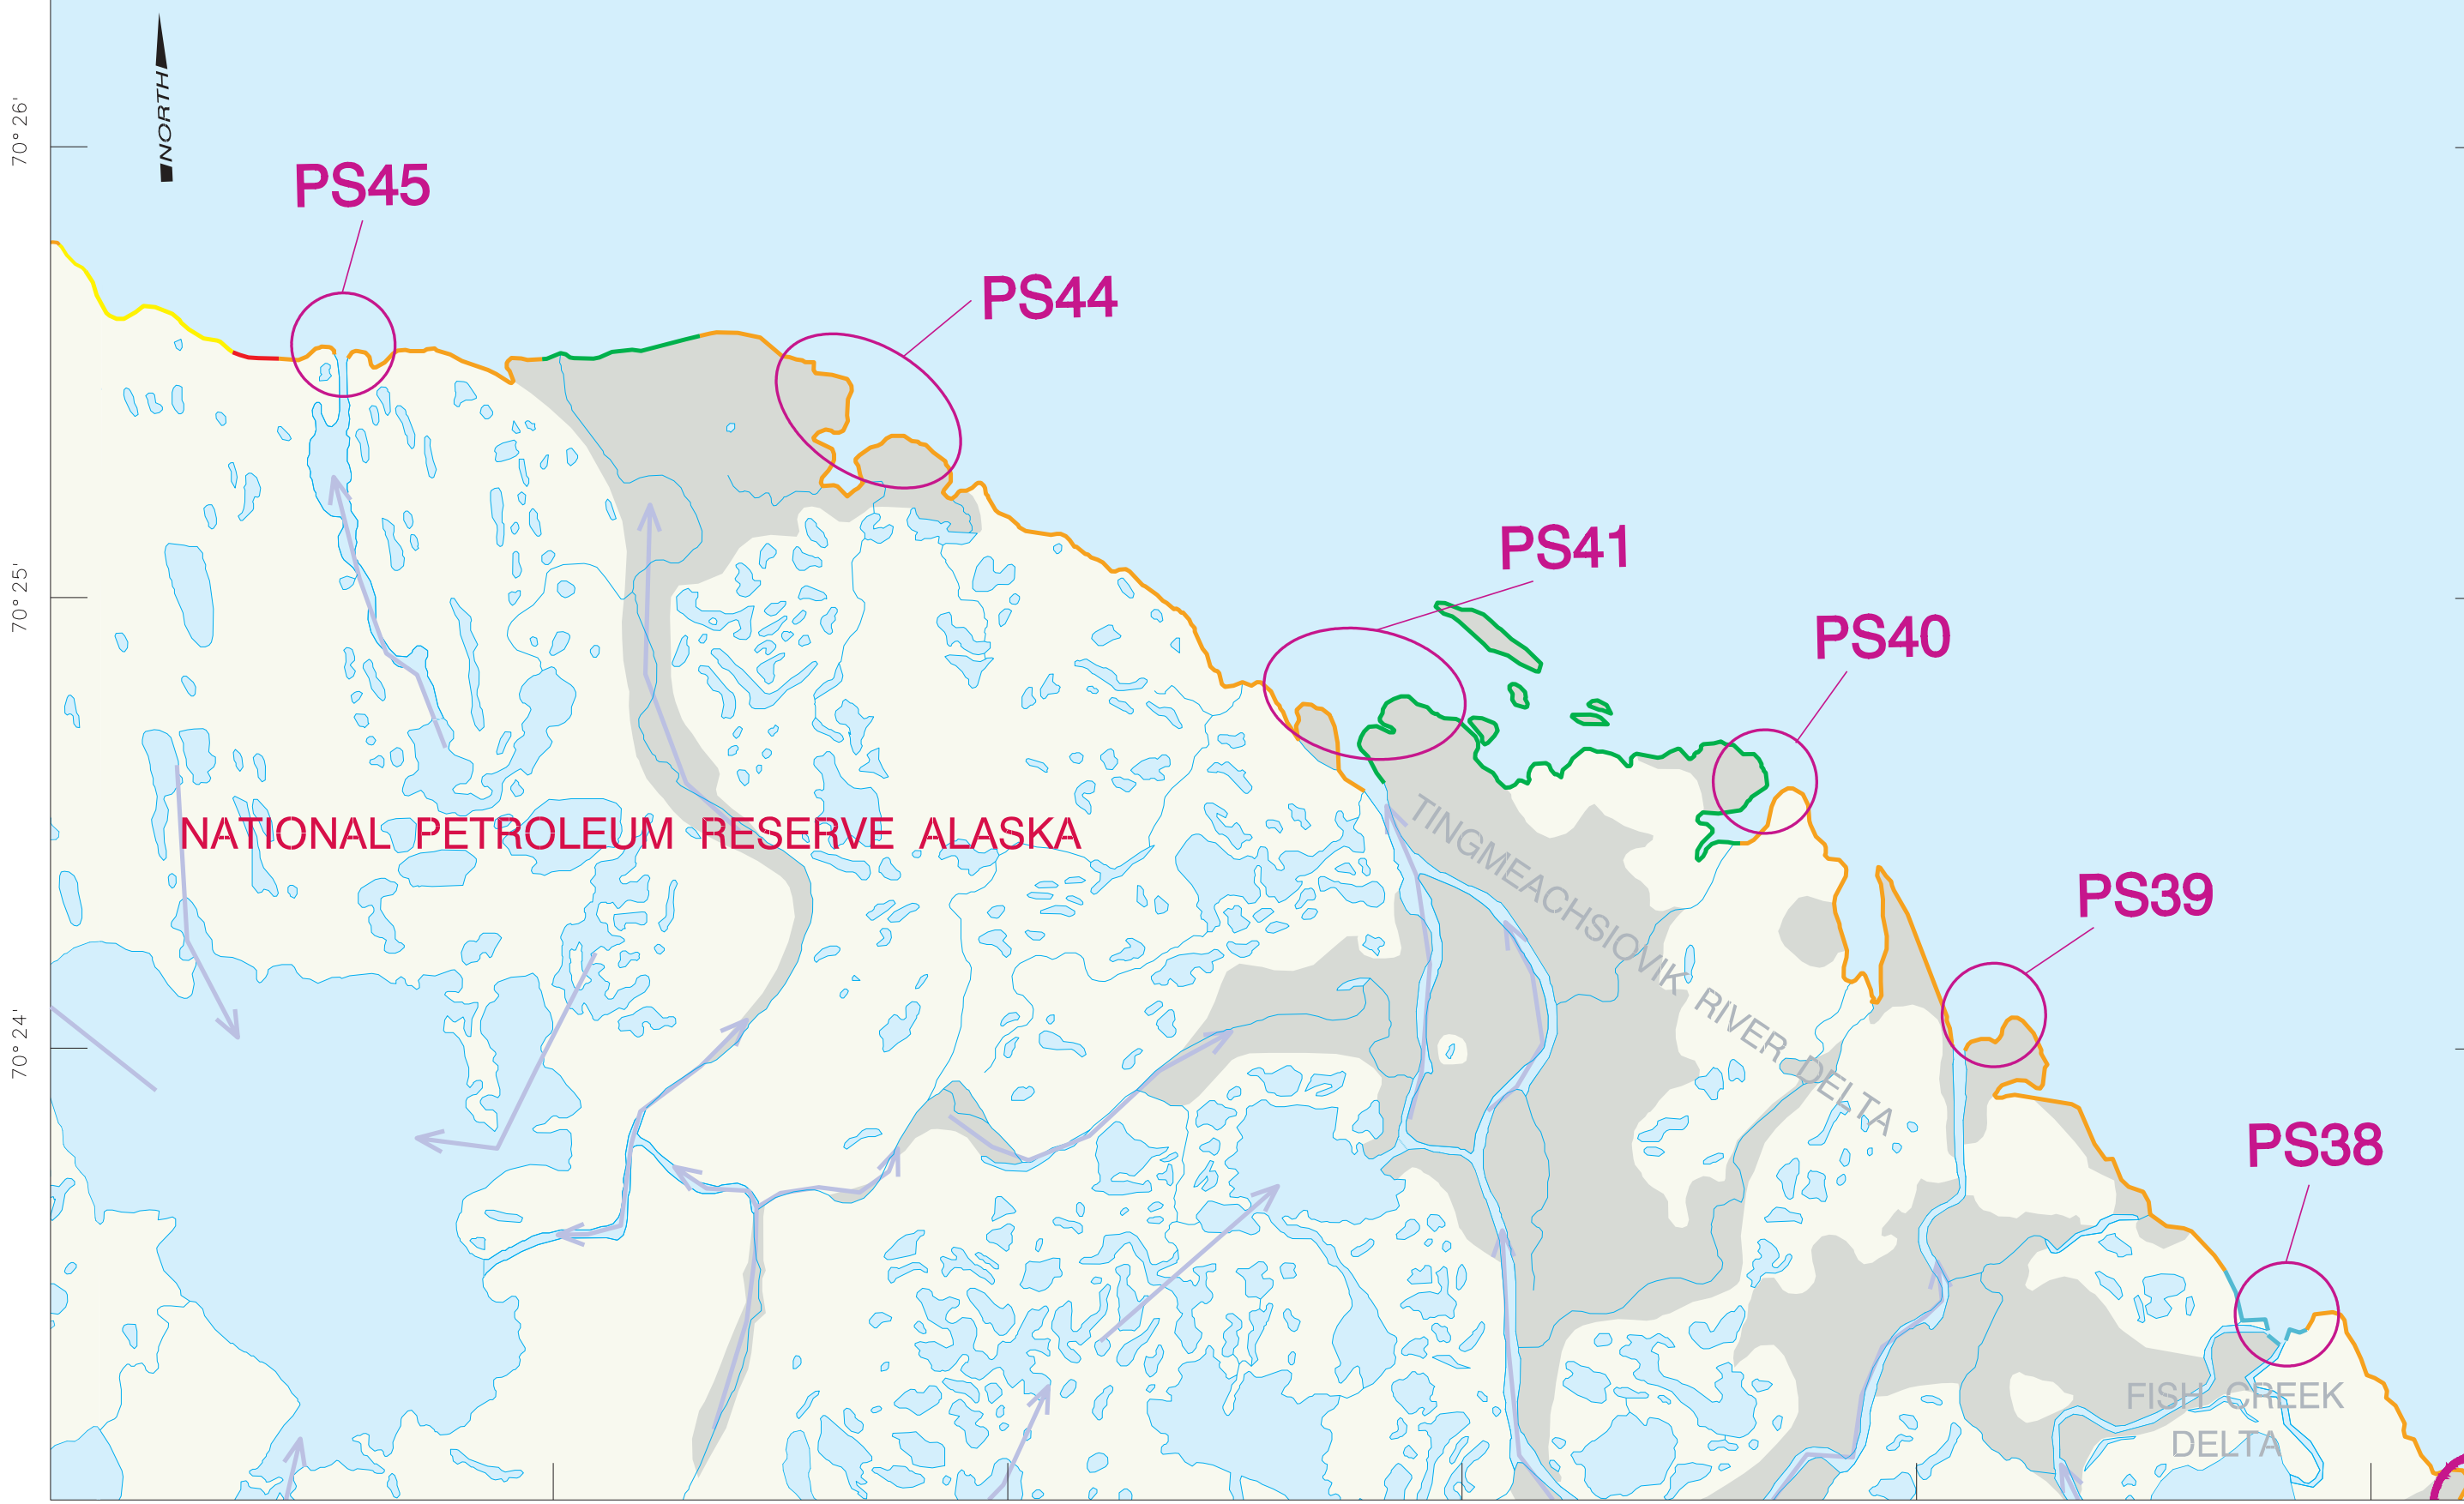 70° 26'
NORTH
PS45
PS44
PS41
70° 25'
PS40
NATIONAL PETROLEUM RESERVE ALASKA
TINGMEACHSIOVIK RIVER DELTA
PS39
70° 24'
PS38
FISH CREEK
DELTA